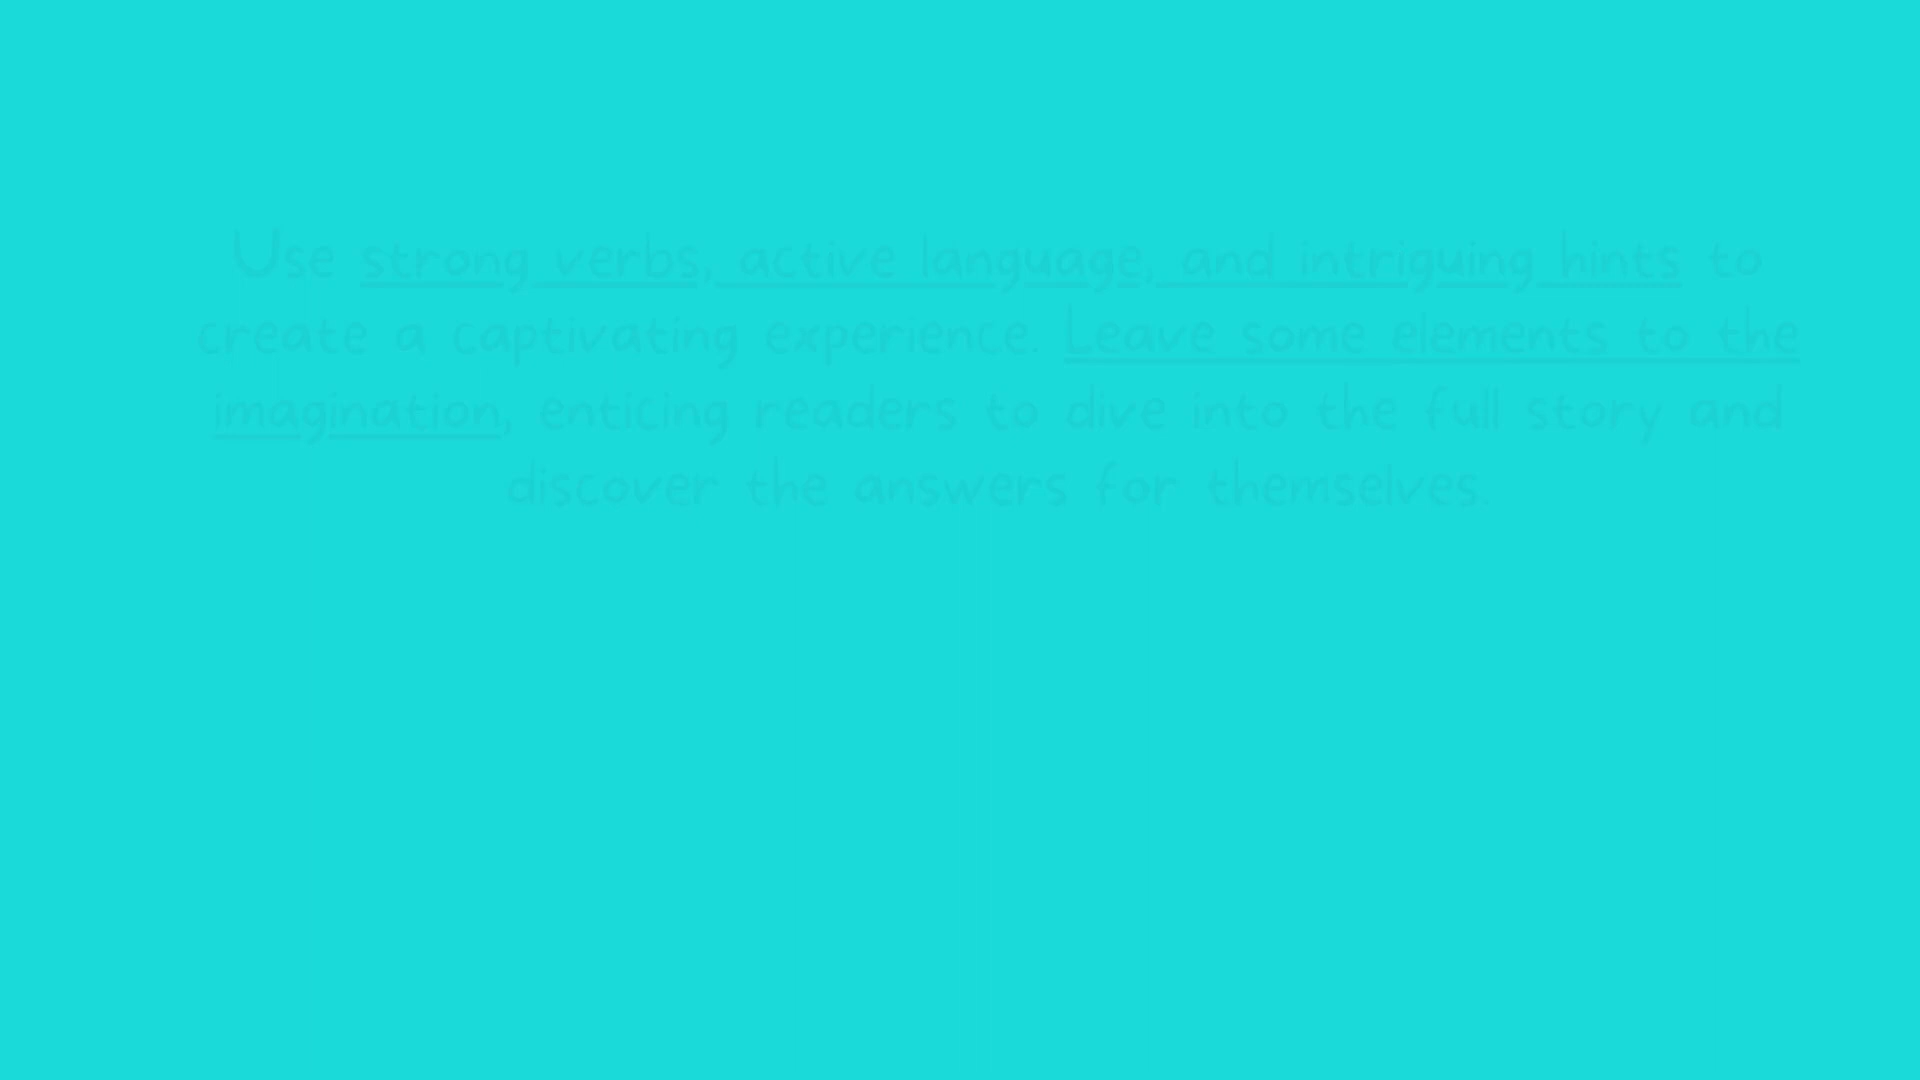 Use strong verbs, active language, and intriguing hints to
create a captivating experience. Leave some elements to the
imagination, enticing readers to dive into the full story and
discover the answers for themselves.